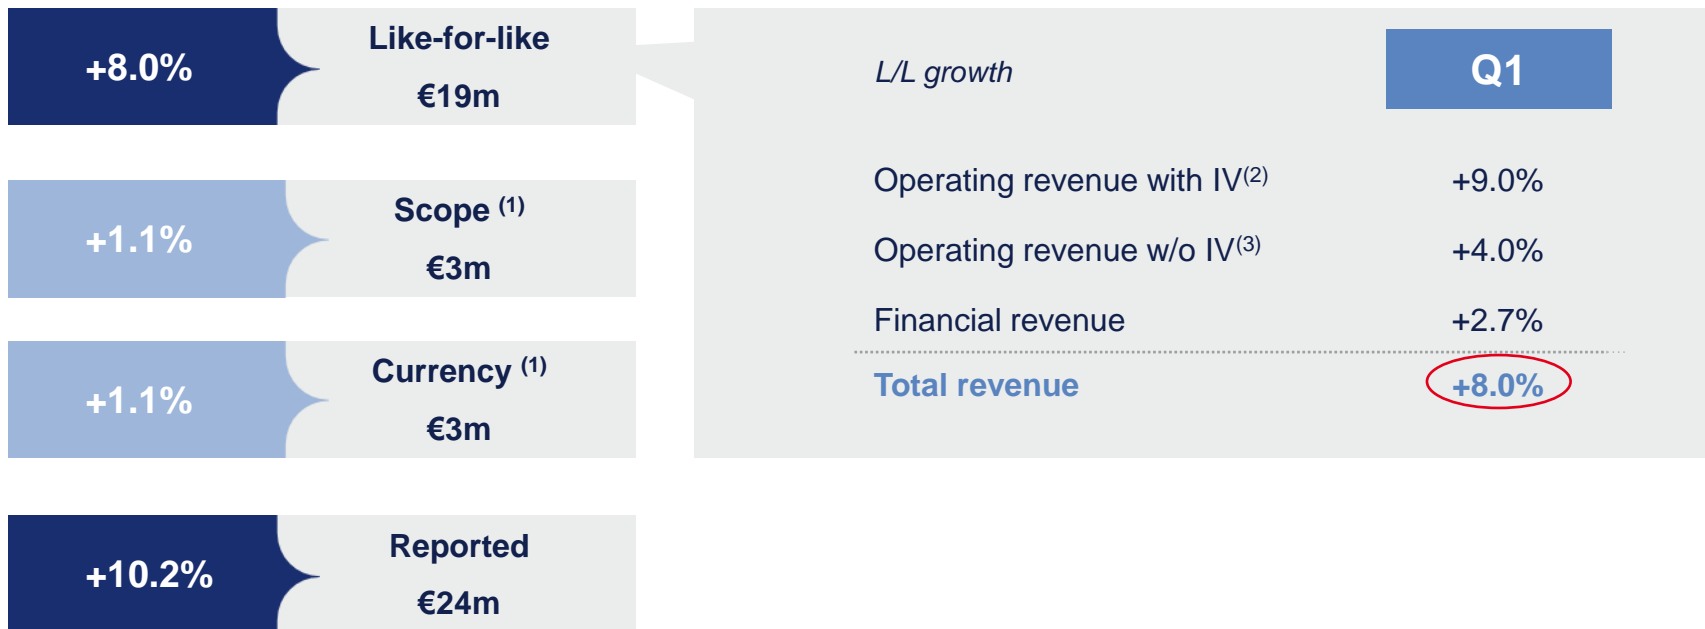 +8.0%
Like-for-like
€19m
+1.1%
Scope (1)
€3m
+1.1%
Currency (1)
€3m
+10.2%
Reported
€24m
L/L growth Q1
Operating revenue with IV(2) +9.0%
Operating revenue w/o IV(3) +4.0%
Financial revenue +2.7%
Total revenue +8.0%